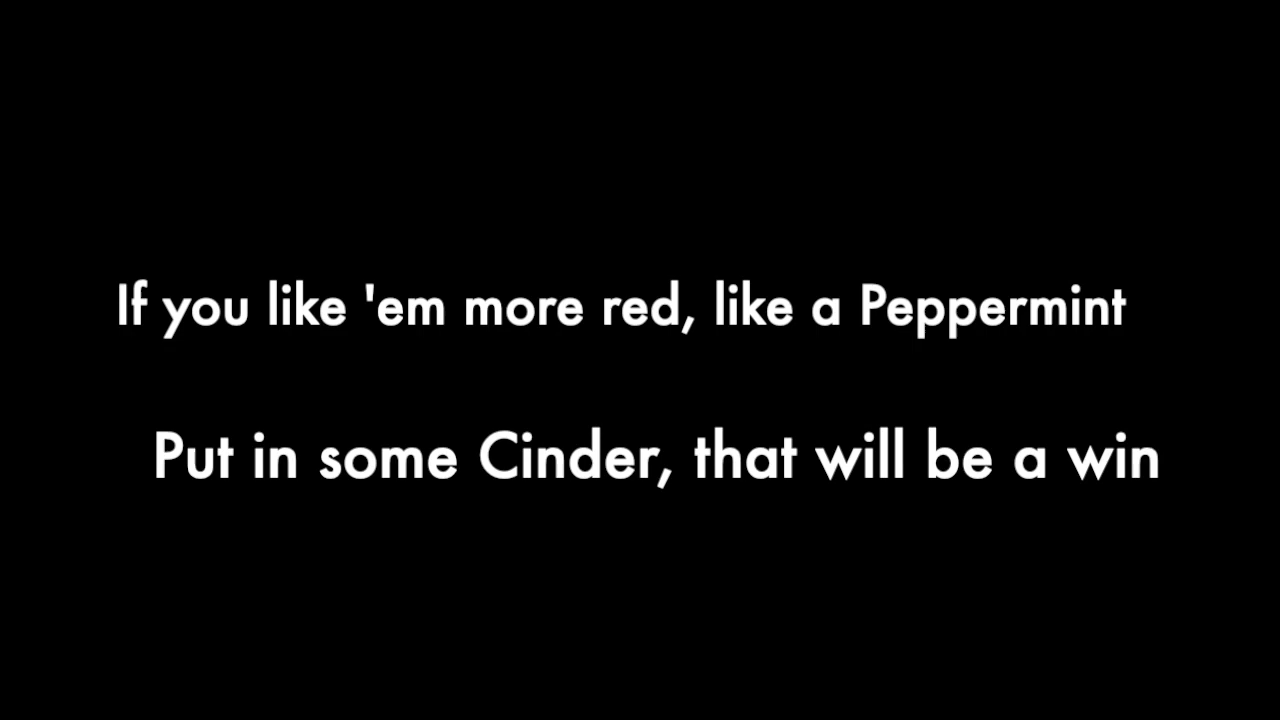 If you like 'em more red, like a Peppermint
Put in some Cinder, that will be a win